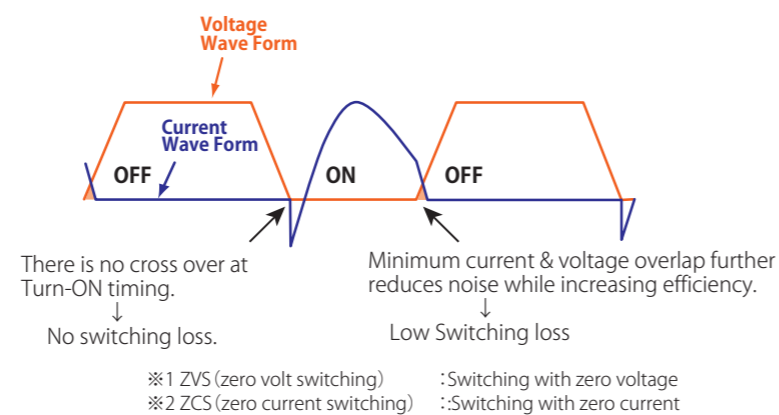 Voltage
Wave Form
Current
Wave Form
OFF
ON
OFF
There is no cross over at
Turn-ON timing.
↓
No switching loss.
Minimum current & voltage overlap further
reduces noise while increasing efficiency.
↓
Low Switching loss
※1 ZVS (zero volt switching) :Switching with zero voltage
※2 ZCS (zero current switching) ::Switching with zero current